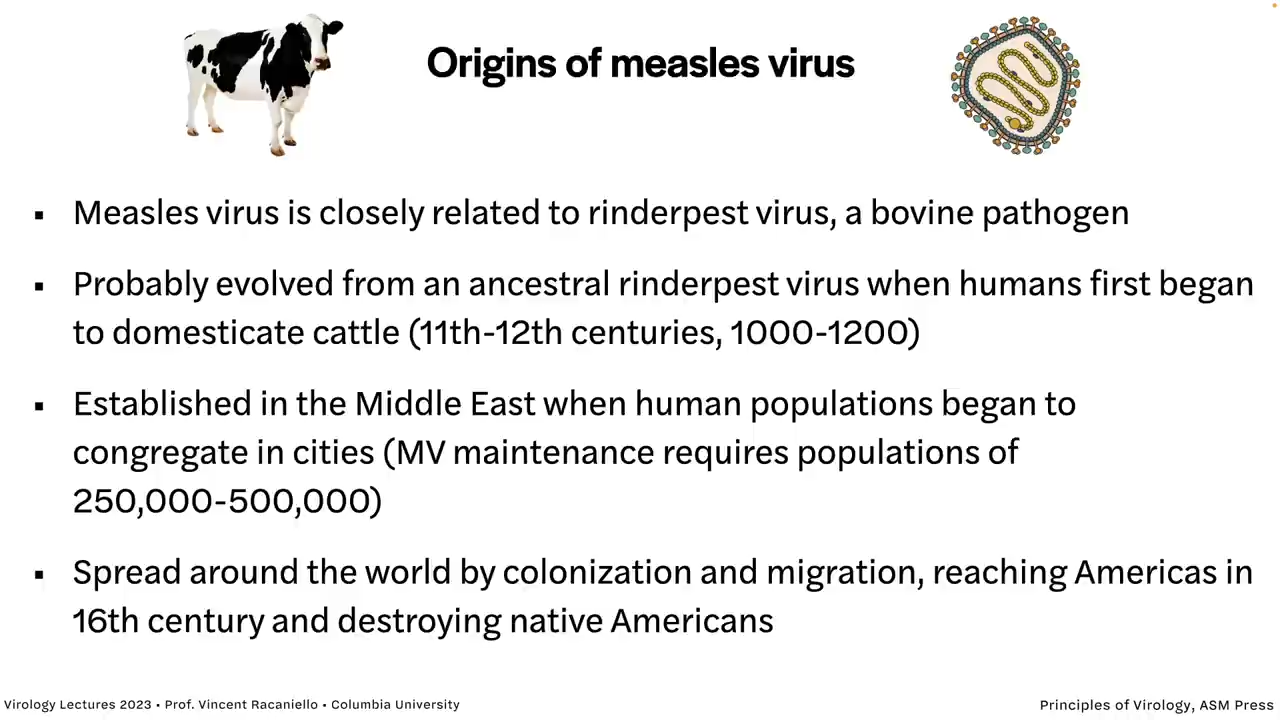 Origins of measles virus
▪ Measles virus is closely related to rinderpest virus, a bovine pathogen
▪ Probably evolved from an ancestral rinderpest virus when humans first began
to domesticate cattle (11th-12th centuries, 1000-1200)
▪ Established in the Middle East when human populations began to
congregate in cities (MV maintenance requires populations of
250,000-500,000)
▪ Spread around the world by colonization and migration, reaching Americas in
16th century and destroying native Americans
Virology Lectures 2023 • Prof. Vincent Racaniello • Columbia University
Principles of Virology, ASM Press